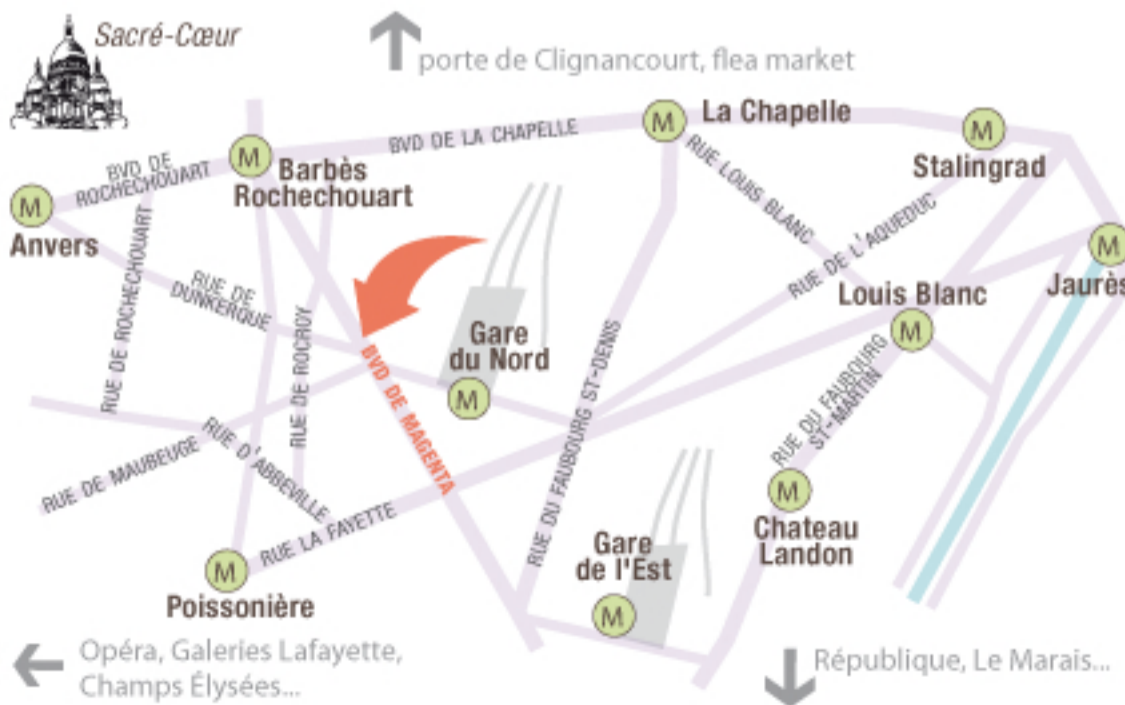 Sacré-Cœur
porte de Clignancourt, flea market
La Chapelle
M
M
Stalingrad
BVD DE LA CHAPELLE
M
Barbès
Rochechouart
BVD DE
ROCHECHOUART
M
Anvers
RUE LOUIS BLANC
RUE DE L'AQUEDUC
M
Jaurès
RUE DE ROCHECHOUART
RUE DE
DUNKERQUE
Louis Blanc
M
Gare
du Nord
M
RUE DE ROCROY
BVD DE MAGENTA
RUE DU FAUBOURG ST-DENIS
RUE DU FAUBOURG
ST-MARTIN
RUE DE MAUBEUGE
RUE D'ABBEVILLE
RUE LA FAYETTE
M
Chateau
Landon
Gare
de l'Est
M
M
Poissonière
Opéra, Galeries Lafayette,
Champs Élysées...
République, Le Marais...